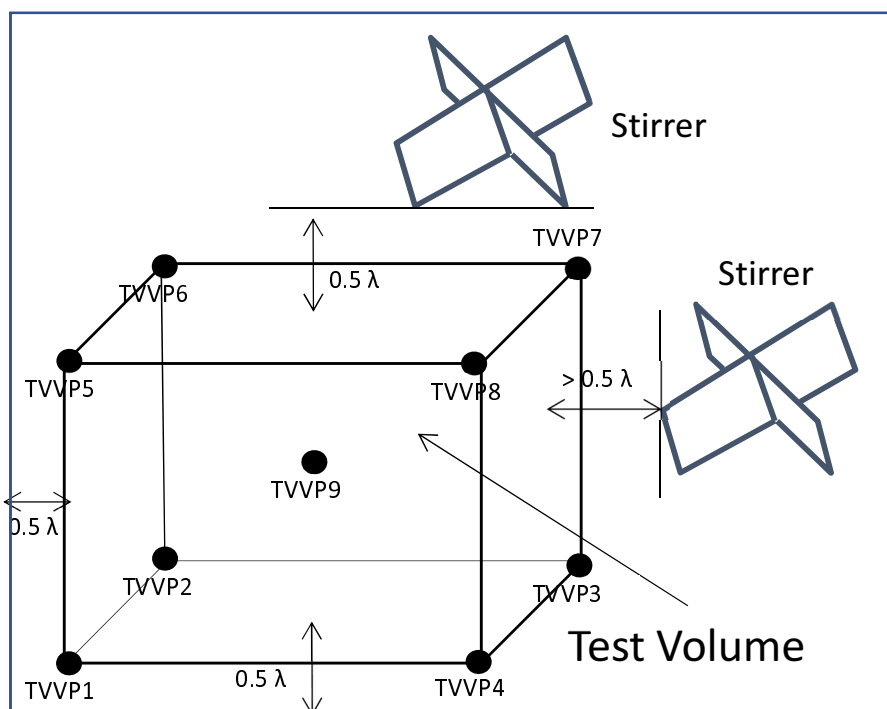 Stirrer
TVVP7
TVVP6
0.5 λ
Stirrer
TVVP5
TVVP8
> 0.5 λ
TVVP9
0.5 λ
TVVP2
TVVP3
Test Volume
TVVP1
0.5 λ
TVVP4